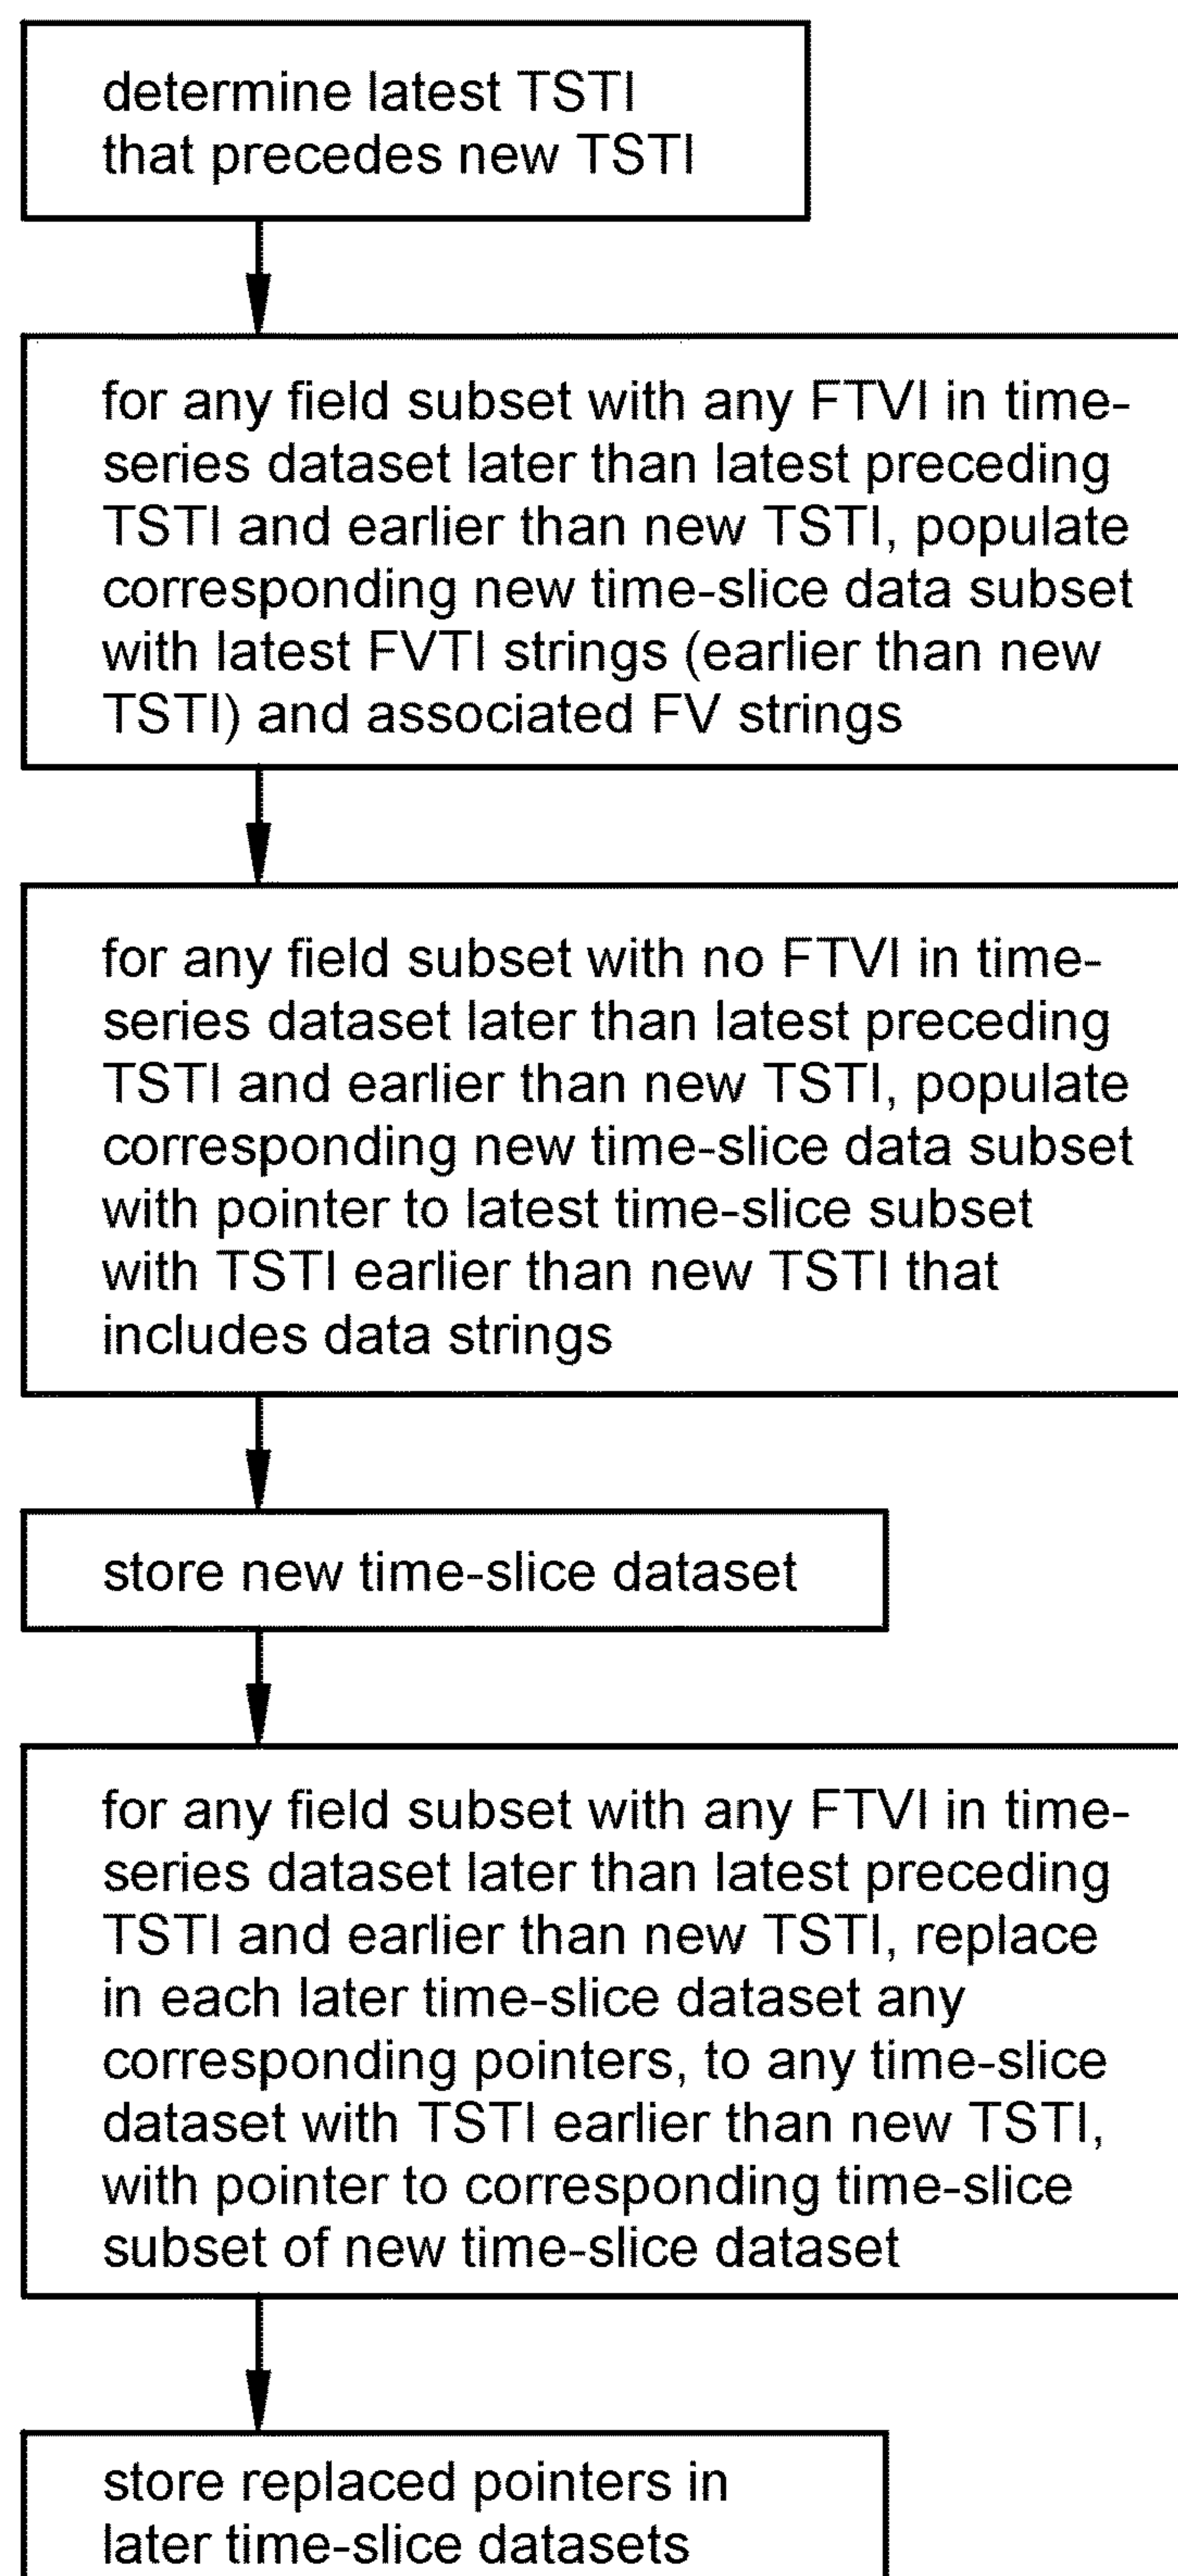 determine latest TSTI
that precedes new TSTI
for any field subset with any FTVI in time-
series dataset later than latest preceding
TSTI and earlier than new TSTI, populate
corresponding new time-slice data subset
with latest FVTI strings (earlier than new
TSTI) and associated FV strings
for any field subset with no FTVI in time-
series dataset later than latest preceding
TSTI and earlier than new TSTI, populate
corresponding new time-slice data subset
with pointer to latest time-slice subset
with TSTI earlier than new TSTI that
includes data strings
store new time-slice dataset
for any field subset with any FTVI in time-
series dataset later than latest preceding
TSTI and earlier than new TSTI, replace
in each later time-slice dataset any
corresponding pointers, to any time-slice
dataset with TSTI earlier than new TSTI,
with pointer to corresponding time-slice
subset of new time-slice dataset
store replaced pointers in
later time-slice datasets